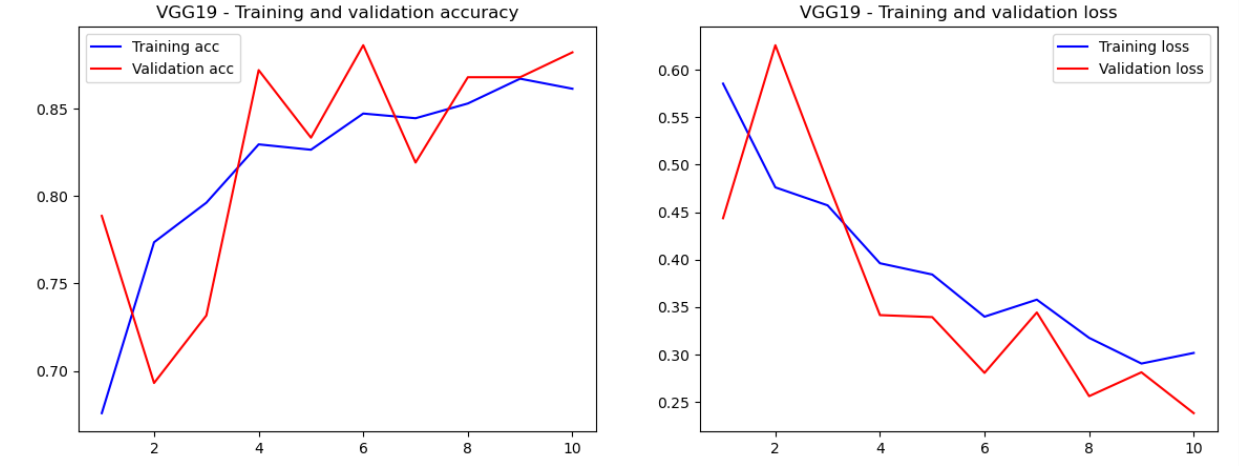 VGG19 - Training and validation accuracy
Training acc
Validation acc
0.85
0.80
0.75
0.70
2 4 6 8 10
VGG19 - Training and validation loss
Training loss
Validation loss
0.60
0.55
0.50
0.45
0.40
0.35
0.30
0.25
2 4 6 8 10